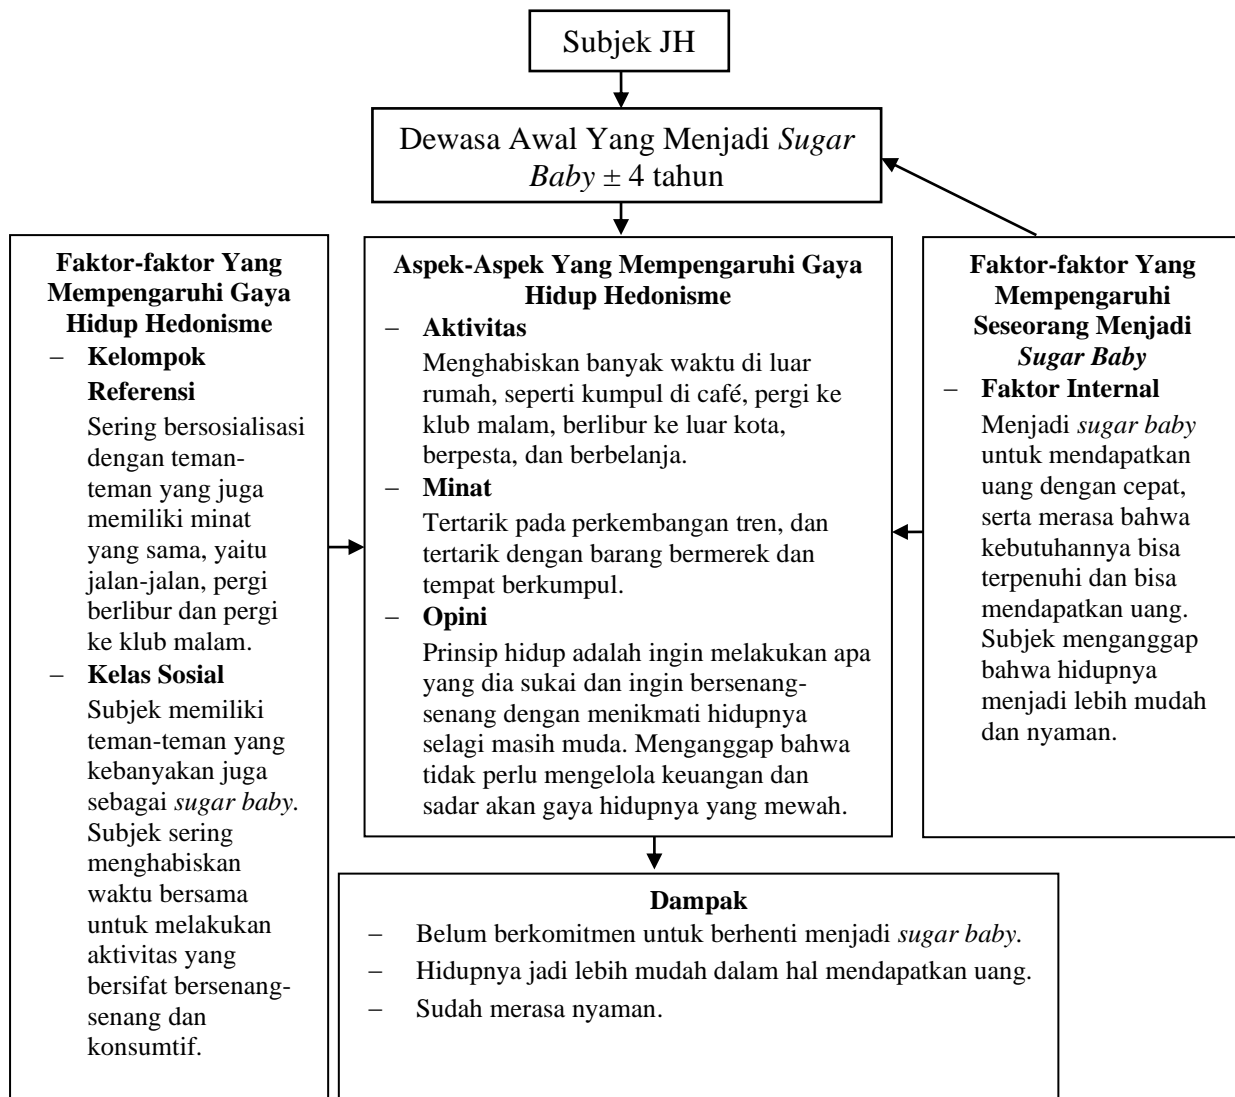 Subjek JH
Dewasa Awal Yang Menjadi Sugar
Baby ± 4 tahun
Faktor-faktor Yang
Mempengaruhi Gaya
Hidup Hedonisme
– Kelompok
Referensi
Sering bersosialisasi
dengan teman-
teman yang juga
memiliki minat
yang sama, yaitu
jalan-jalan, pergi
berlibur dan pergi
ke klub malam.
– Kelas Sosial
Subjek memiliki
teman-teman yang
kebanyakan juga
sebagai sugar baby.
Subjek sering
menghabiskan
waktu bersama
untuk melakukan
aktivitas yang
bersifat bersenang-
senang dan
konsumtif.
Aspek-Aspek Yang Mempengaruhi Gaya
Hidup Hedonisme
– Aktivitas
Menghabiskan banyak waktu di luar
rumah, seperti kumpul di café, pergi ke
klub malam, berlibur ke luar kota,
berpesta, dan berbelanja.
– Minat
Tertarik pada perkembangan tren, dan
tertarik dengan barang bermerek dan
tempat berkumpul.
– Opini
Prinsip hidup adalah ingin melakukan apa
yang dia sukai dan ingin bersenang-
senang dengan menikmati hidupnya
selagi masih muda. Menganggap bahwa
tidak perlu mengelola keuangan dan
sadar akan gaya hidupnya yang mewah.
Faktor-faktor Yang
Mempengaruhi
Seseorang Menjadi
Sugar Baby
– Faktor Internal
Menjadi sugar baby
untuk mendapatkan
uang dengan cepat,
serta merasa bahwa
kebutuhannya bisa
terpenuhi dan bisa
mendapatkan uang.
Subjek menganggap
bahwa hidupnya
menjadi lebih mudah
dan nyaman.
Dampak
– Belum berkomitmen untuk berhenti menjadi sugar baby.
– Hidupnya jadi lebih mudah dalam hal mendapatkan uang.
– Sudah merasa nyaman.